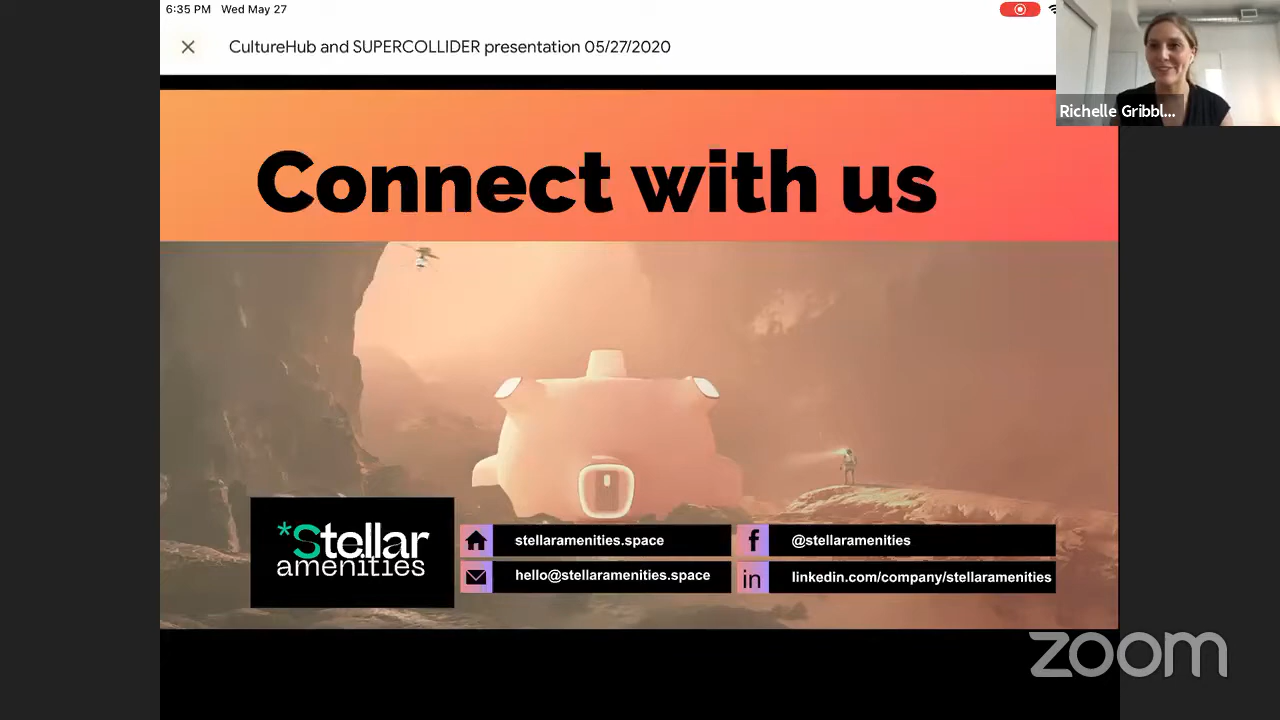 6:35 PM Wed May 27
CultureHub and SUPERCOLLIDER presentation 05/27/2020
Richelle Gribbl...
Connect with us
*Stellar
amenities
stellaramenities.space
@stellaramenities
hello@stellaramenities.space
linkedin.com/company/stellaramenities
zoom